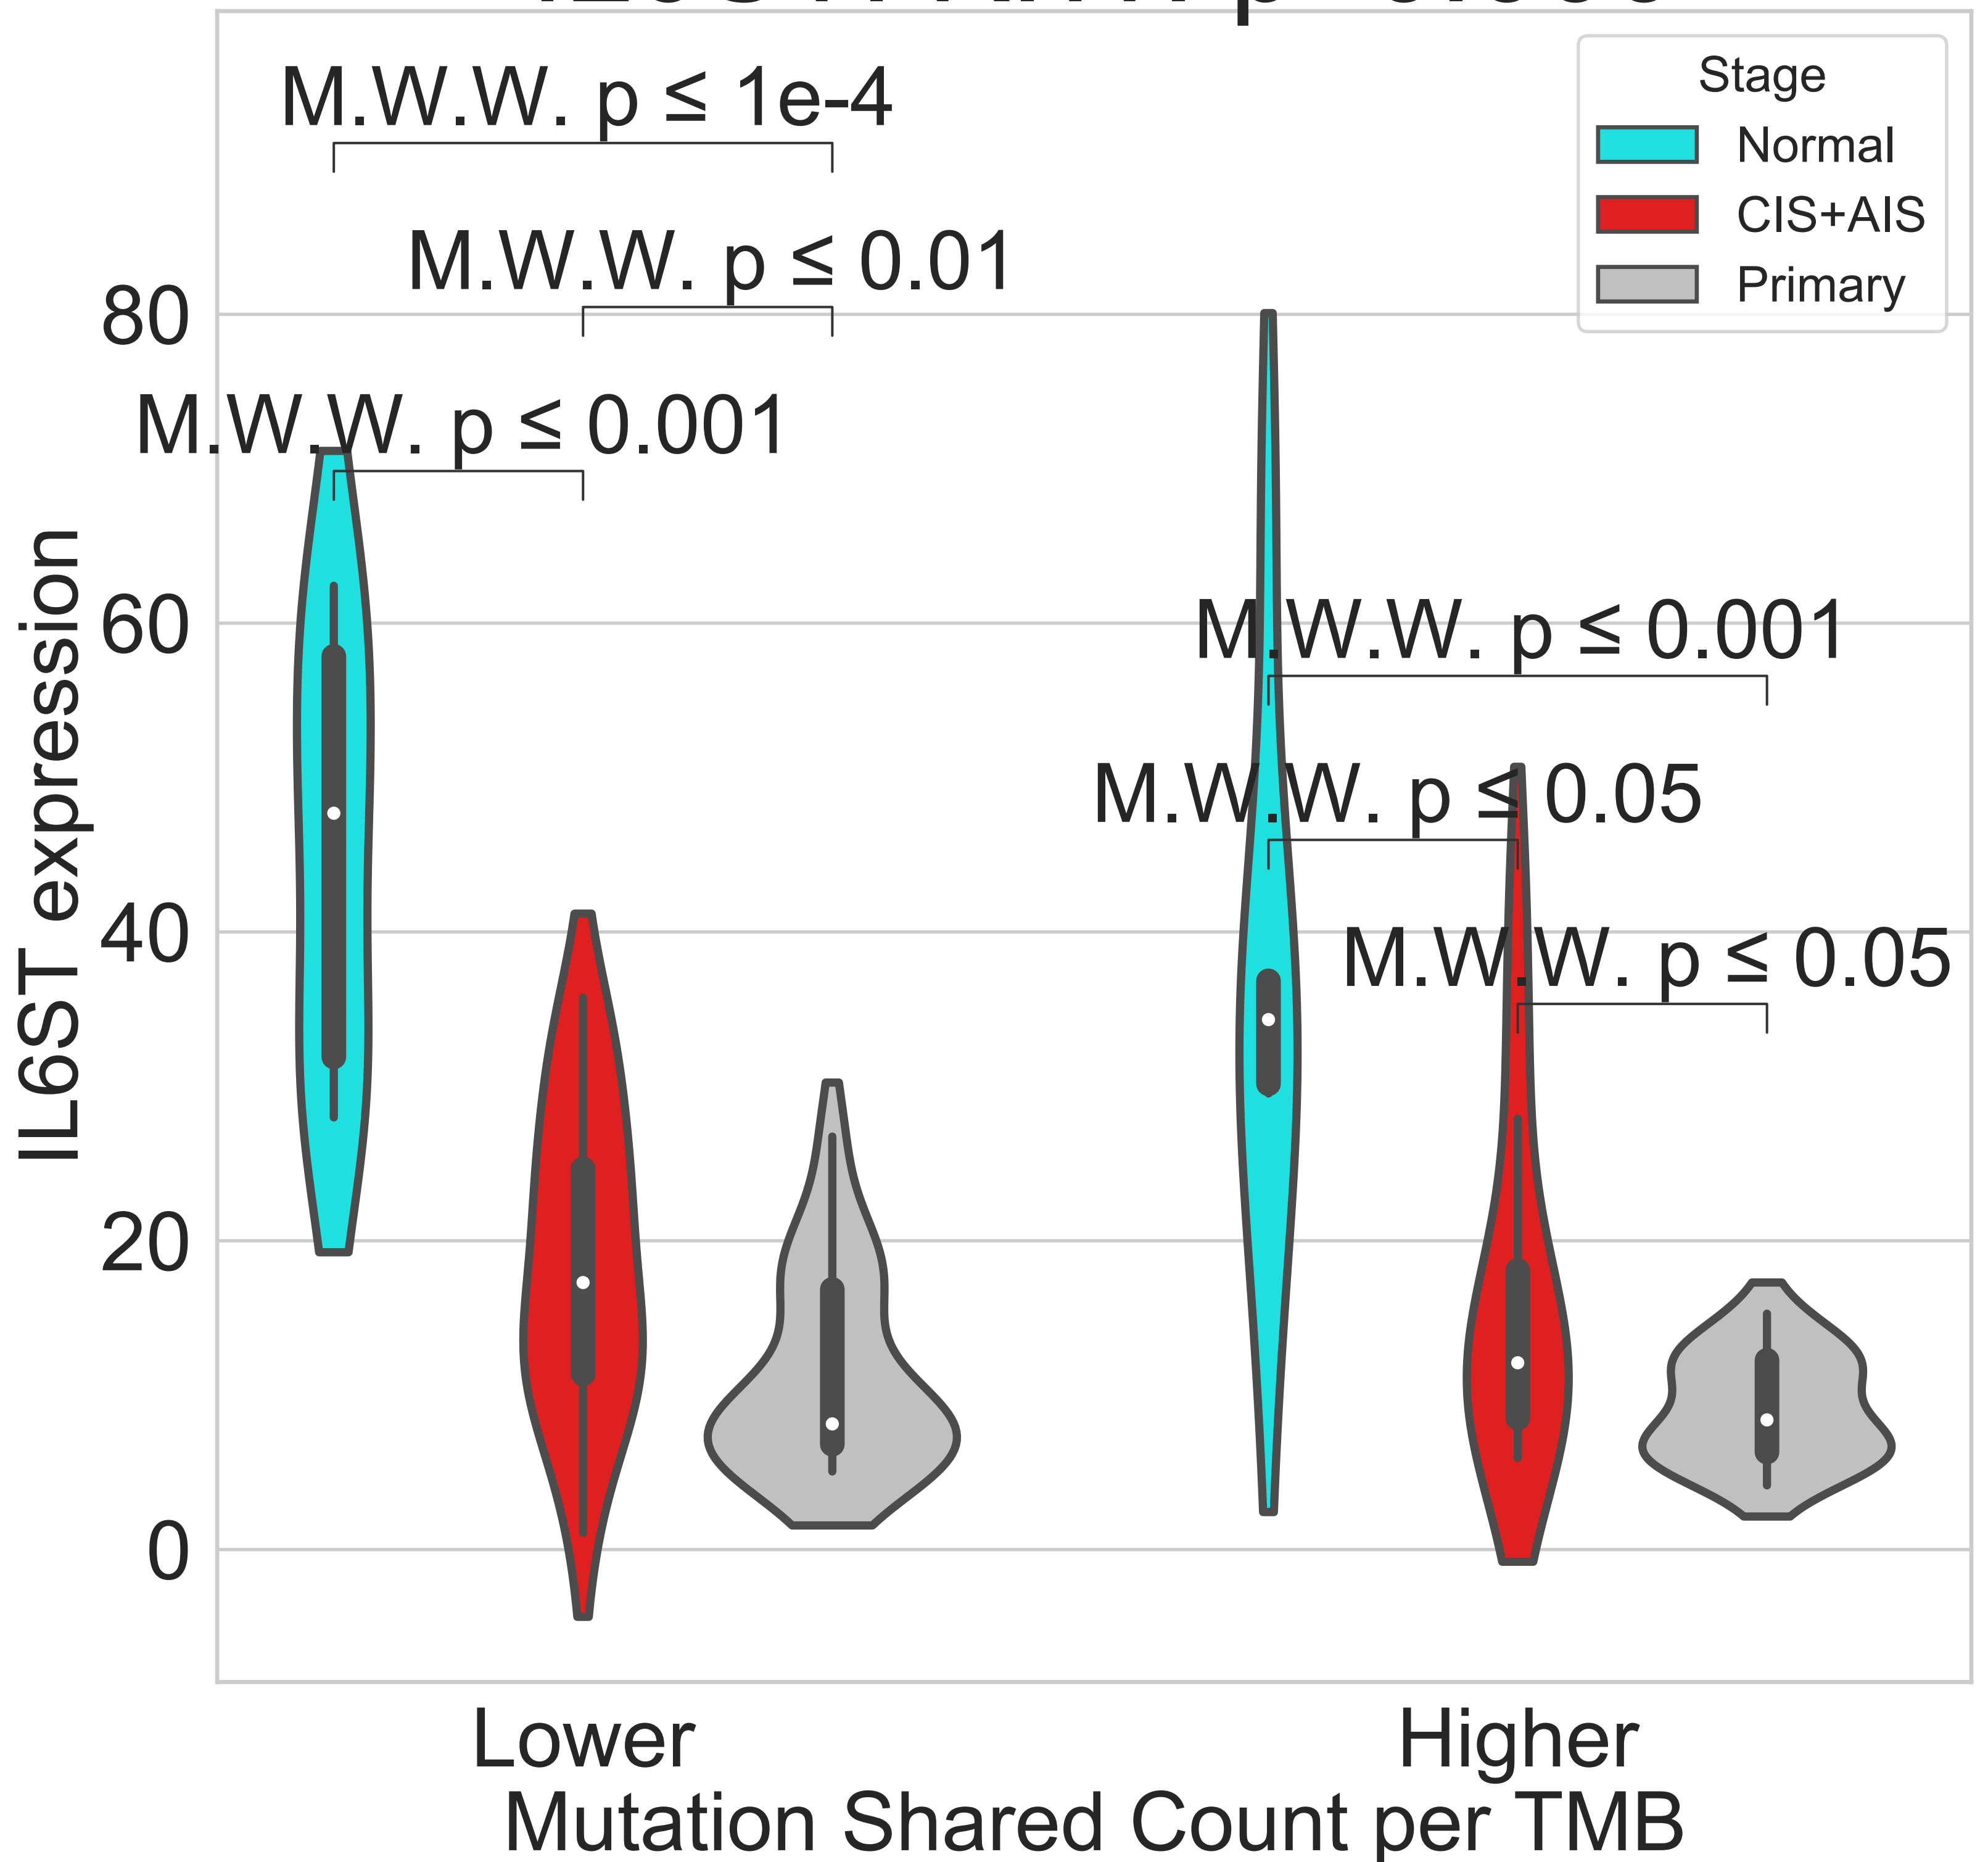 Stage
Normal
CIS+AIS
Primary
M.W.W. p ≤ 1e-4
M.W.W. p ≤ 0.01
M.W.W. p ≤ 0.001
M.W.W. p ≤ 0.001
M.W.W. p ≤ 0.05
M.W.W. p ≤ 0.05
80
60
40
20
0
IL6ST expression
Lower
Higher
Mutation Shared Count per TMB